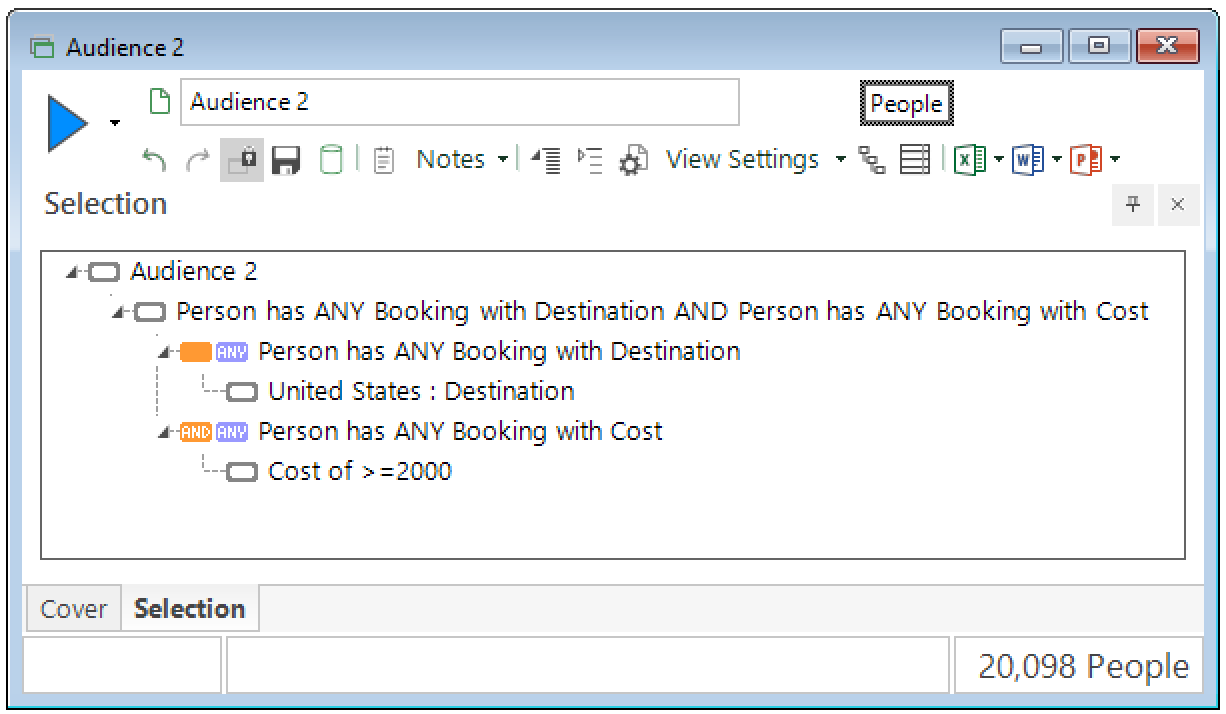 Audience 2
Audience 2
People
Notes
View Settings
X
W
P
Selection
Audience 2
Person has ANY Booking with Destination AND Person has ANY Booking with Cost
ANY Person has ANY Booking with Destination
United States : Destination
AND ANY Person has ANY Booking with Cost
Cost of >=2000
Cover Selection
20,098 People